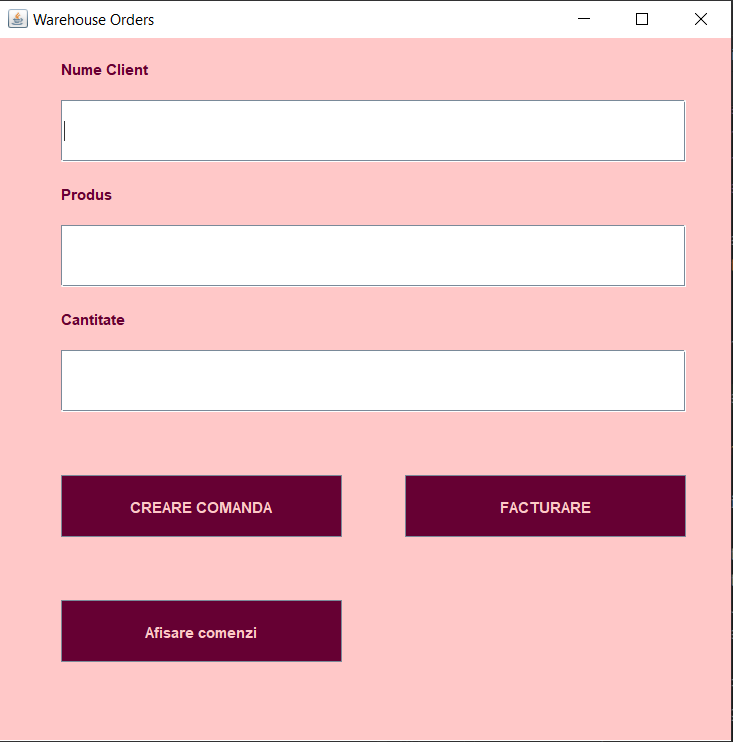 Warehouse Orders
Nume Client
Produs
Cantitate
CREARE COMANDA
FACTURARE
Afisare comenzi